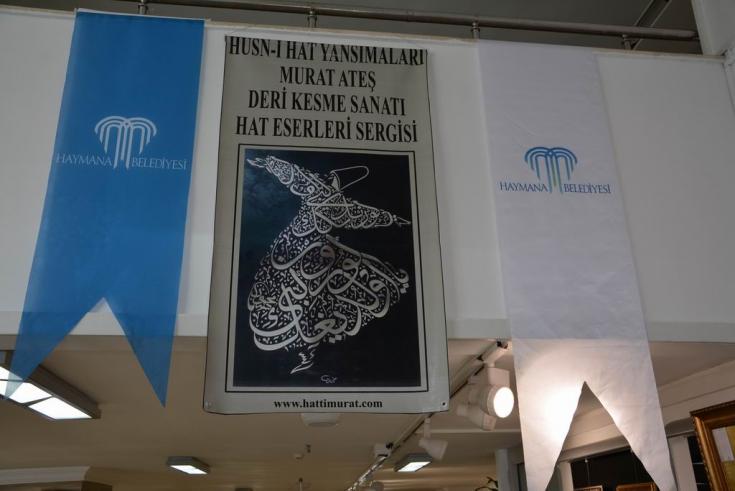 HUSN-I HAT YANSIMALARI
MURAT ATEŞ
DERİ KESME SANATI
HAT ESERLERİ SERGİSİ
www.hattimurat.com
HAYMANA BELEDİYESİ
HAYMANA BELEDİYESİ